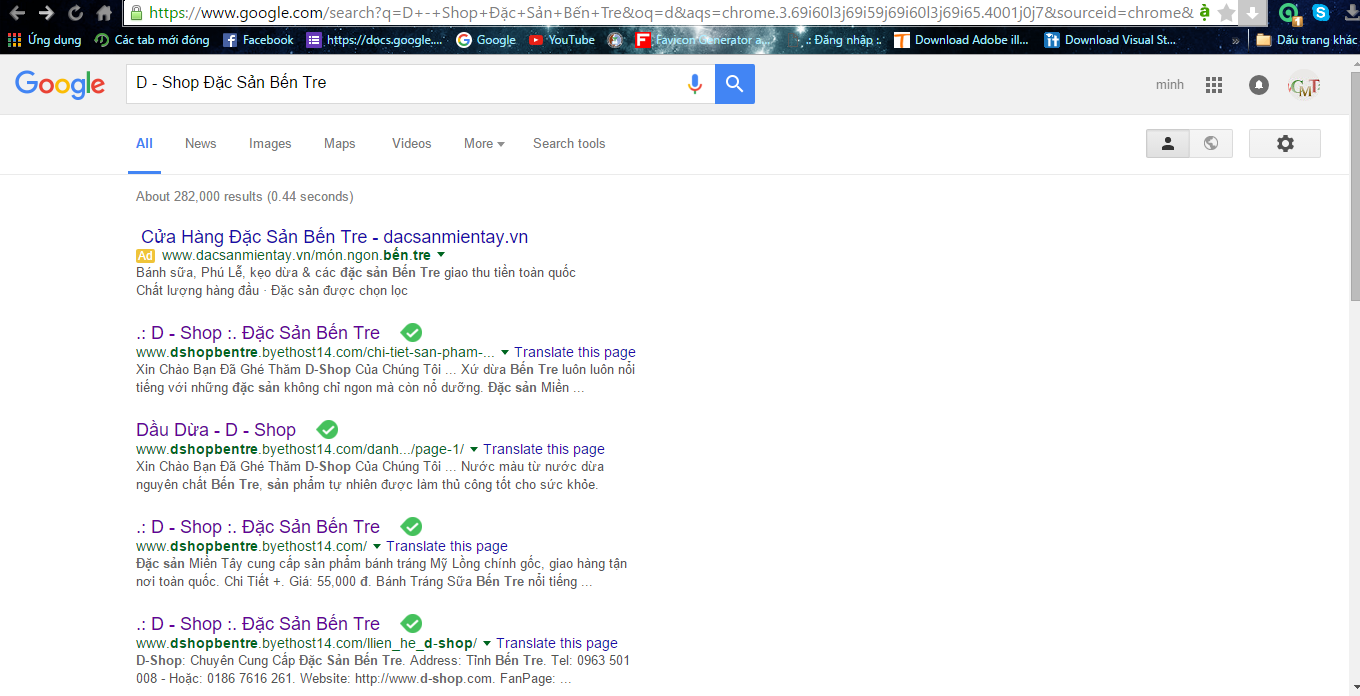 https://www.google.com/search?q=D+-+Shop+Đặc+Sản+Bến+Tre&oq=d&aqs=chrome.3.69i60l3j69i59j69i60l3j69i65.4001j0j7&sourceid=chrome&
Ứng dụng Các tab mới đóng Facebook https://docs.google.... Google YouTube Favicon Generator a... .: Đăng nhập :. Download Adobe ill... Download Visual St... » Dấu trang khác
Google D - Shop Đặc Sản Bến Tre minh
All News Images Maps Videos More Search tools
About 282,000 results (0.44 seconds)
Cửa Hàng Đặc Sản Bến Tre - dacsanmientay.vn
Ad www.dacsanmientay.vn/món.ngon.bến.tre
Bánh sữa, Phú Lễ, kẹo dừa & các đặc sản Bến Tre giao thu tiền toàn quốc
Chất lượng hàng đầu · Đặc sản được chọn lọc
.: D - Shop :. Đặc Sản Bến Tre
www.dshopbentre.byethost14.com/chi-tiet-san-pham-... Translate this page
Xin Chào Bạn Đã Ghé Thăm D-Shop Của Chúng Tôi ... Xứ dừa Bến Tre luôn luôn nổi
tiếng với những đặc sản không chỉ ngon mà còn nổ dưỡng. Đặc sản Miền ...
Dầu Dừa - D - Shop
www.dshopbentre.byethost14.com/danh.../page-1/ Translate this page
Xin Chào Bạn Đã Ghé Thăm D-Shop Của Chúng Tôi ... Nước màu từ nước dừa
nguyên chất Bến Tre, sản phẩm tự nhiên được làm thủ công tốt cho sức khỏe.
.: D - Shop :. Đặc Sản Bến Tre
www.dshopbentre.byethost14.com/ Translate this page
Đặc sản Miền Tây cung cấp sản phẩm bánh tráng Mỹ Lồng chính gốc, giao hàng tận
nơi toàn quốc. Chi Tiết +. Giá: 55,000 đ. Bánh Tráng Sữa Bến Tre nổi tiếng ...
.: D - Shop :. Đặc Sản Bến Tre
www.dshopbentre.byethost14.com/llien_he_d-shop/ Translate this page
D-Shop: Chuyên Cung Cấp Đặc Sản Bến Tre. Address: Tỉnh Bến Tre. Tel: 0963 501
008 - Hoặc: 0186 7616 261. Website: http://www.d-shop.com. FanPage: ...